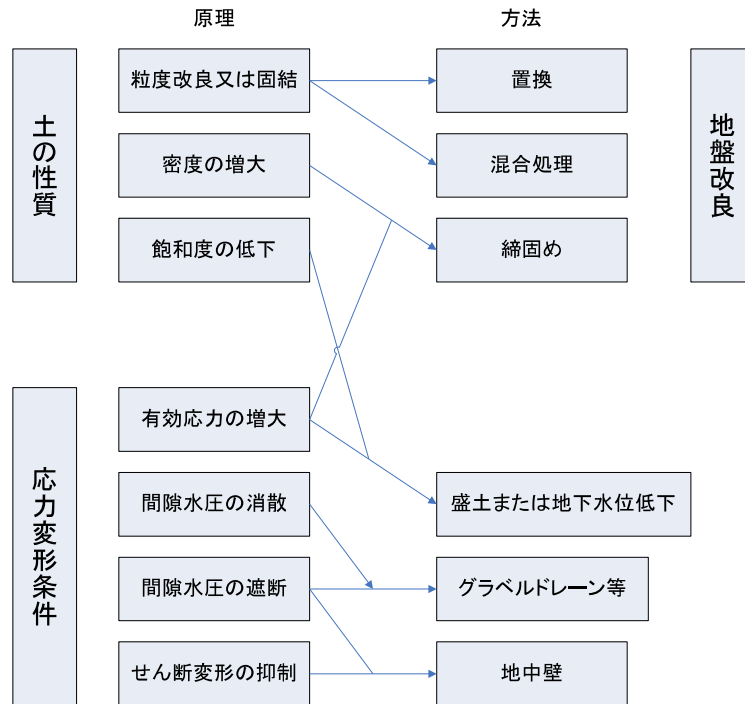 原理
方法
土の性質
粒度改良又は固結
置換
地盤改良
密度の増大
混合処理
飽和度の低下
締固め
応力変形条件
有効応力の増大
間隙水圧の消散
盛土または地下水位低下
間隙水圧の遮断
グラベルドレーン等
せん断変形の抑制
地中壁